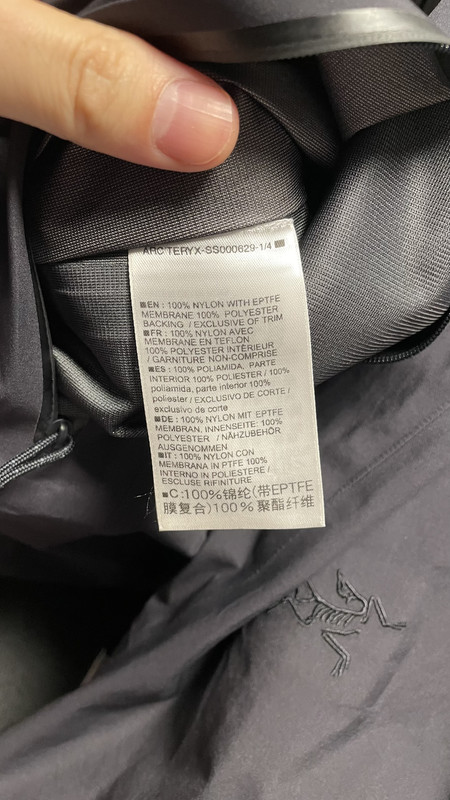 ARC TERYX-SS000629-1/4
■EN : 100% NYLON WITH EPTFE
MEMBRANE 100% POLYESTER
BACKING / EXCLUSIVE OF TRIM
■FR : 100% NYLON AVEC
MEMBRANE EN TEFLON
100% POLYESTER INTÉRIEUR
/ GARNITURE NON-COMPRISE
■ES : 100% POLIAMIDA, PARTE
INTERIOR 100% POLIESTER / 100%
poliamida, parte interior 100%
poliester / EXCLUSIVO DE CORTE /
exclusivo de corte
■DE : 100% NYLON MIT EPTFE
MEMBRAN, INNENSEITE: 100%
POLYESTER /NÄHZUBEHÖR
AUSGENOMMEN
■IT : 100% NYLON CON
MEMBRANA IN PTFE 100%
INTERNO IN POLIESTERE /
ESCLUSE RIFINITURE
■C:100%锦纶(带EPTFE
膜复合)100%聚酯纤维